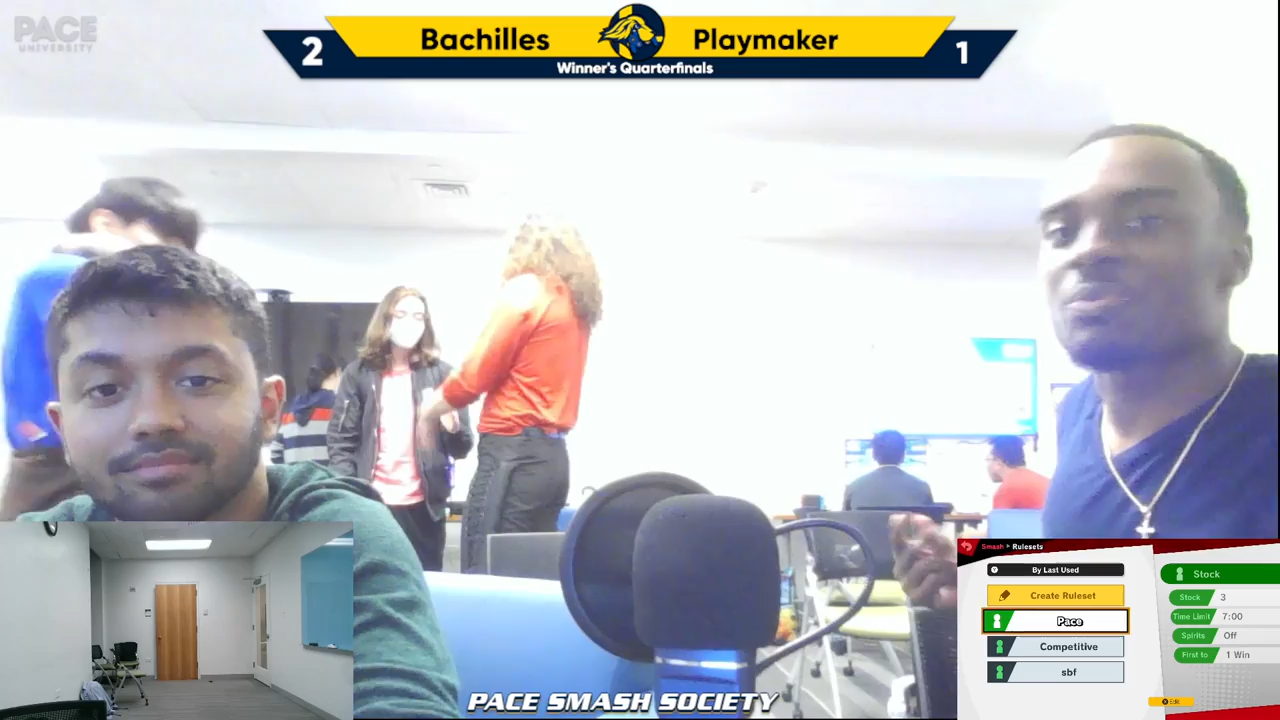 PACE
UNIVERSITY
2 Bachilles Playmaker 1
Winner's Quarterfinals
Smash Rulesets
By Last Used
Create Ruleset
Pace
Competitive
sbf
Stock
Stock 3
Time Limit 7:00
Spirits Off
First to 1 Win
Edit
PACE SMASH SOCIETY